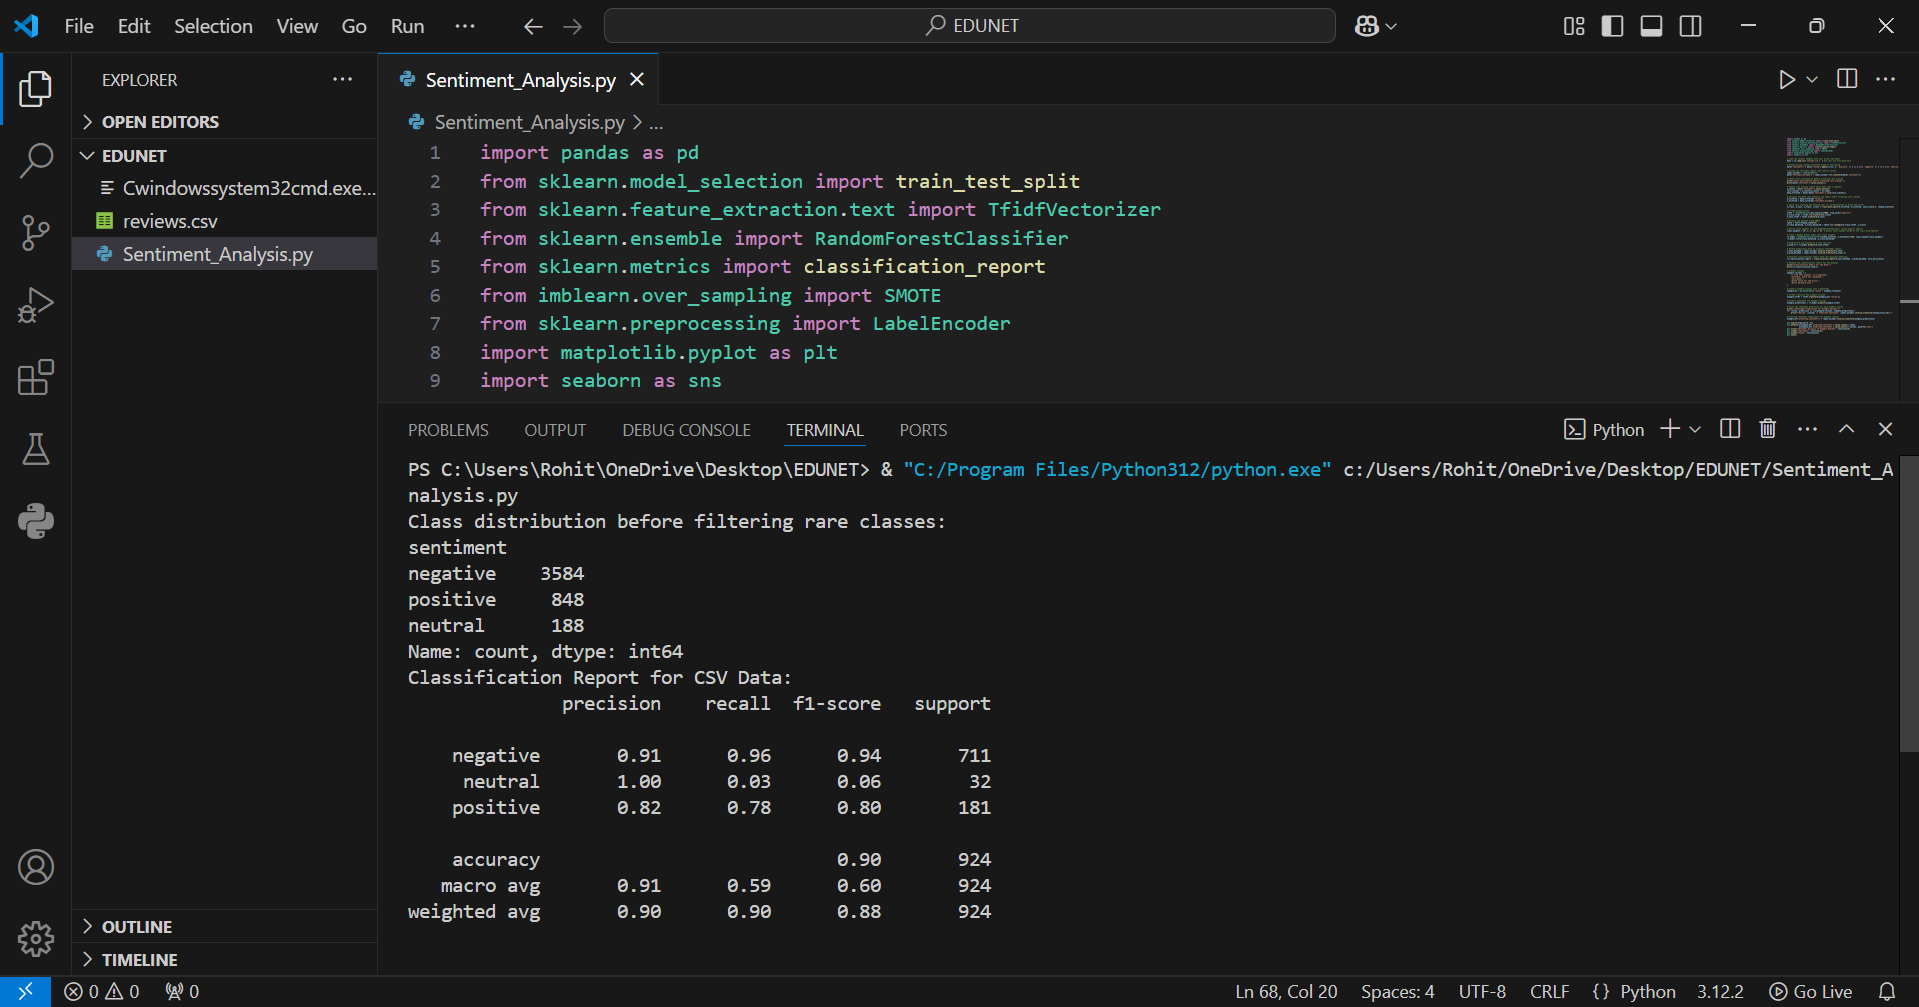 File Edit Selection View Go Run ··· EDUNET
EXPLORER ···
OPEN EDITORS
EDUNET
Cwindowssystem32cmd.exe...
reviews.csv
Sentiment_Analysis.py
OUTLINE
TIMELINE
Sentiment_Analysis.py
Sentiment_Analysis.py > ...
1 import pandas as pd
2 from sklearn.model_selection import train_test_split
3 from sklearn.feature_extraction.text import TfidfVectorizer
4 from sklearn.ensemble import RandomForestClassifier
5 from sklearn.metrics import classification_report
6 from imblearn.over_sampling import SMOTE
7 from sklearn.preprocessing import LabelEncoder
8 import matplotlib.pyplot as plt
9 import seaborn as sns
PROBLEMS OUTPUT DEBUG CONSOLE TERMINAL PORTS Python
PS C:\Users\Rohit\OneDrive\Desktop\EDUNET> & "C:/Program Files/Python312/python.exe" c:/Users/Rohit/OneDrive/Desktop/EDUNET/Sentiment_A
nalysis.py
Class distribution before filtering rare classes:
sentiment
negative 3584
positive 848
neutral 188
Name: count, dtype: int64
Classification Report for CSV Data:
precision recall f1-score support
negative 0.91 0.96 0.94 711
neutral 1.00 0.03 0.06 32
positive 0.82 0.78 0.80 181
accuracy 0.90 924
macro avg 0.91 0.59 0.60 924
weighted avg 0.90 0.90 0.88 924
0 0 0 Ln 68, Col 20 Spaces: 4 UTF-8 CRLF {} Python 3.12.2 Go Live